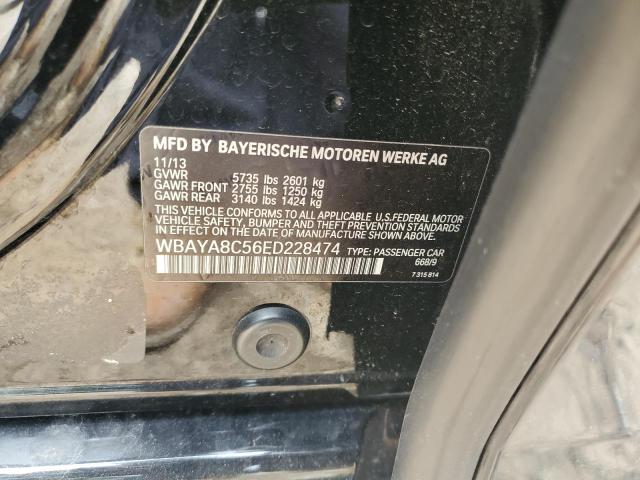 MFD BY BAYERISCHE MOTOREN WERKE AG
11/13
GVWR 5735 lbs 2601 kg
GAWR FRONT 2755 lbs 1250 kg
GAWR REAR 3140 lbs 1424 kg
THIS VEHICLE CONFORMS TO ALL APPLICABLE U.S.FEDERAL MOTOR
VEHICLE SAFETY, BUMPER AND THEFT PREVENTION STANDARDS
IN EFFECT ON THE DATE OF MANUFACTURE SHOWN ABOVE.
WBAYA8C56ED228474 TYPE: PASSENGER CAR
668/9
7 315 814